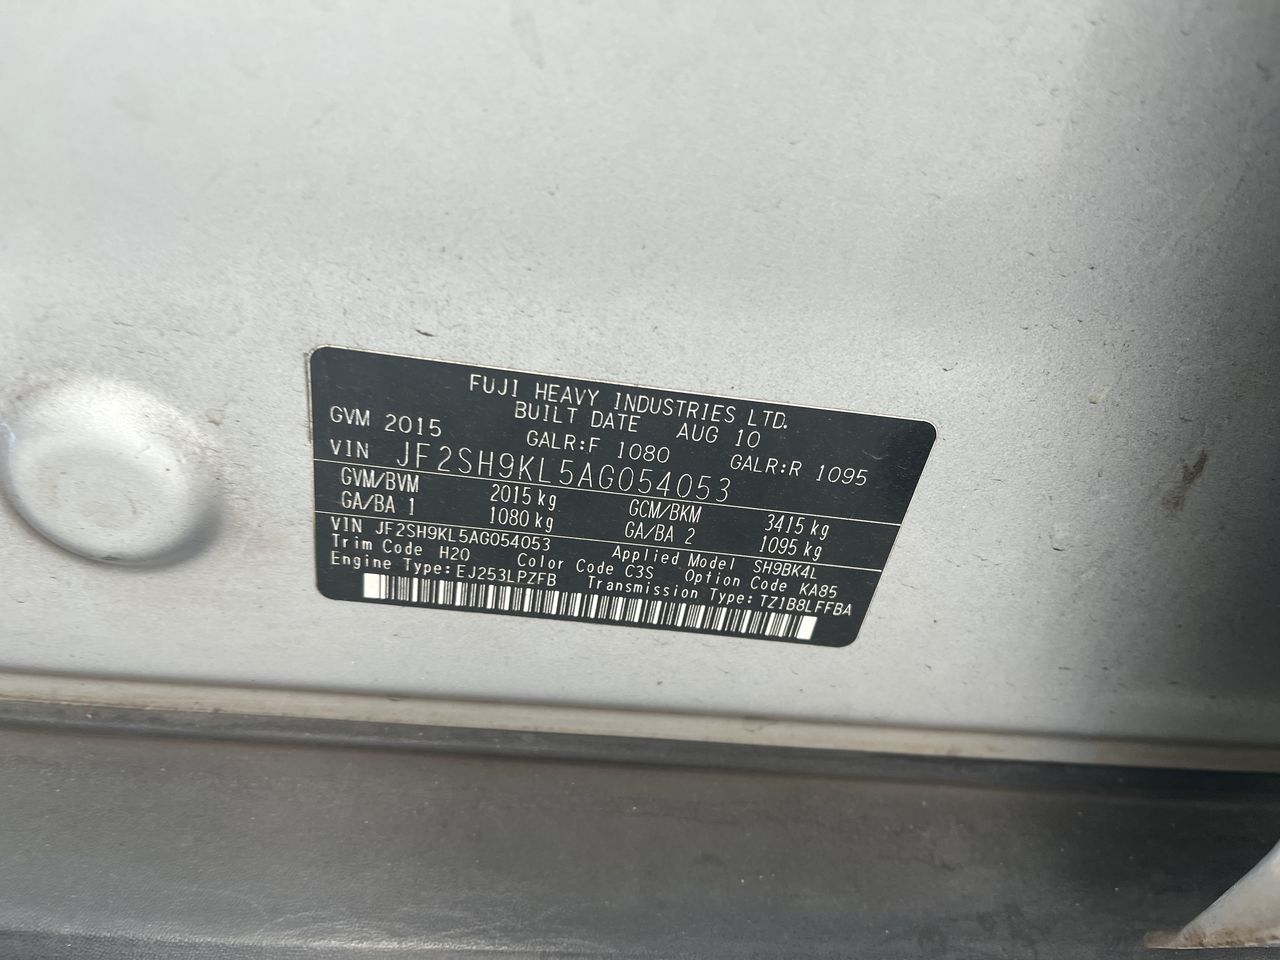 FUJI HEAVY INDUSTRIES LTD.
BUILT DATE AUG 10
GVM 2015 GALR:F 1080 GALR:R 1095
VIN JF2SH9KL5AG054053
GVM/BVM 2015 kg GCM/BKM 3415 kg
GA/BA 1 1080 kg GA/BA 2 1095 kg
VIN JF2SH9KL5AG054053 Applied Model SH9BK4L
Trim Code H20 Color Code C3S Option Code KA85
Engine Type:EJ253LPZFB Transmission Type:TZ1B8LFFBA